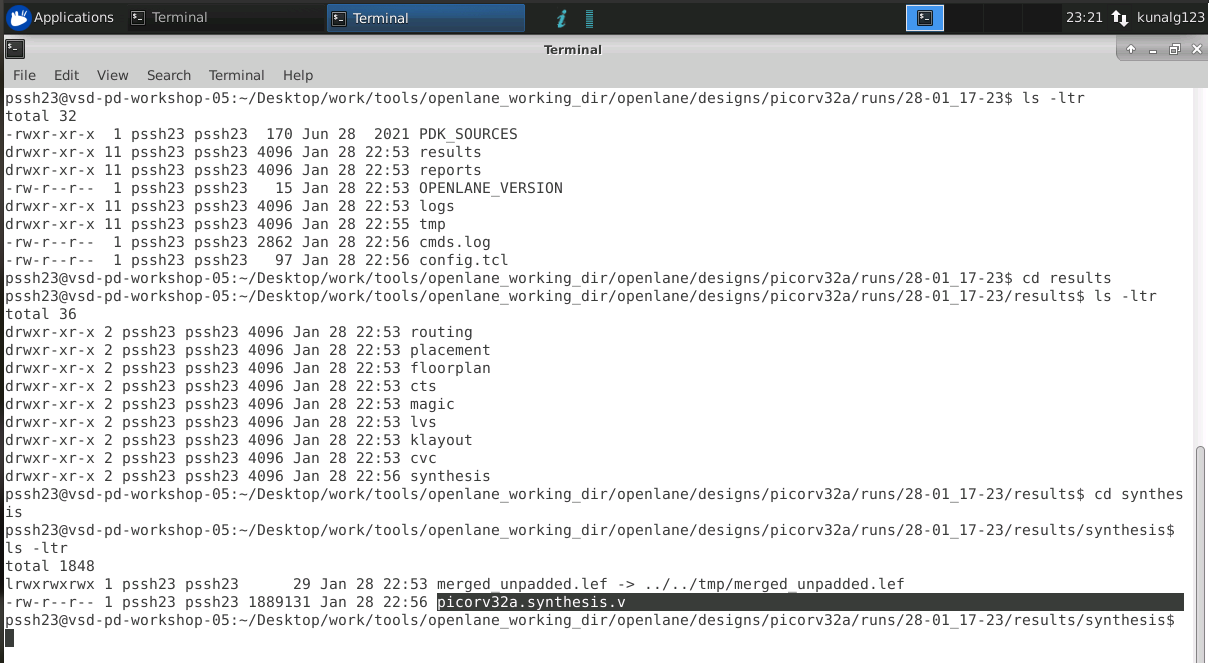 Applications Terminal Terminal 23:21 kunalg123
Terminal
File Edit View Search Terminal Help
pssh23@vsd-pd-workshop-05:~/Desktop/work/tools/openlane_working_dir/openlane/designs/picorv32a/runs/28-01_17-23$ ls -ltr
total 32
-rwxr-xr-x  1 pssh23 pssh23  170 Jun 28  2021 PDK_SOURCES
drwxr-xr-x 11 pssh23 pssh23 4096 Jan 28 22:53 results
drwxr-xr-x 11 pssh23 pssh23 4096 Jan 28 22:53 reports
-rw-r--r--  1 pssh23 pssh23   15 Jan 28 22:53 OPENLANE_VERSION
drwxr-xr-x 11 pssh23 pssh23 4096 Jan 28 22:53 logs
drwxr-xr-x 11 pssh23 pssh23 4096 Jan 28 22:55 tmp
-rw-r--r--  1 pssh23 pssh23 2862 Jan 28 22:56 cmds.log
-rw-r--r--  1 pssh23 pssh23   97 Jan 28 22:56 config.tcl
pssh23@vsd-pd-workshop-05:~/Desktop/work/tools/openlane_working_dir/openlane/designs/picorv32a/runs/28-01_17-23$ cd results
pssh23@vsd-pd-workshop-05:~/Desktop/work/tools/openlane_working_dir/openlane/designs/picorv32a/runs/28-01_17-23/results$ ls -ltr
total 36
drwxr-xr-x 2 pssh23 pssh23 4096 Jan 28 22:53 routing
drwxr-xr-x 2 pssh23 pssh23 4096 Jan 28 22:53 placement
drwxr-xr-x 2 pssh23 pssh23 4096 Jan 28 22:53 floorplan
drwxr-xr-x 2 pssh23 pssh23 4096 Jan 28 22:53 cts
drwxr-xr-x 2 pssh23 pssh23 4096 Jan 28 22:53 magic
drwxr-xr-x 2 pssh23 pssh23 4096 Jan 28 22:53 lvs
drwxr-xr-x 2 pssh23 pssh23 4096 Jan 28 22:53 klayout
drwxr-xr-x 2 pssh23 pssh23 4096 Jan 28 22:53 cvc
drwxr-xr-x 2 pssh23 pssh23 4096 Jan 28 22:56 synthesis
pssh23@vsd-pd-workshop-05:~/Desktop/work/tools/openlane_working_dir/openlane/designs/picorv32a/runs/28-01_17-23/results$ cd synthes
is
pssh23@vsd-pd-workshop-05:~/Desktop/work/tools/openlane_working_dir/openlane/designs/picorv32a/runs/28-01_17-23/results/synthesis$
ls -ltr
total 1848
lrwxrwxrwx 1 pssh23 pssh23      29 Jan 28 22:53 merged_unpadded.lef -> ../../tmp/merged_unpadded.lef
-rw-r--r-- 1 pssh23 pssh23 1889131 Jan 28 22:56 picorv32a.synthesis.v
pssh23@vsd-pd-workshop-05:~/Desktop/work/tools/openlane_working_dir/openlane/designs/picorv32a/runs/28-01_17-23/results/synthesis$